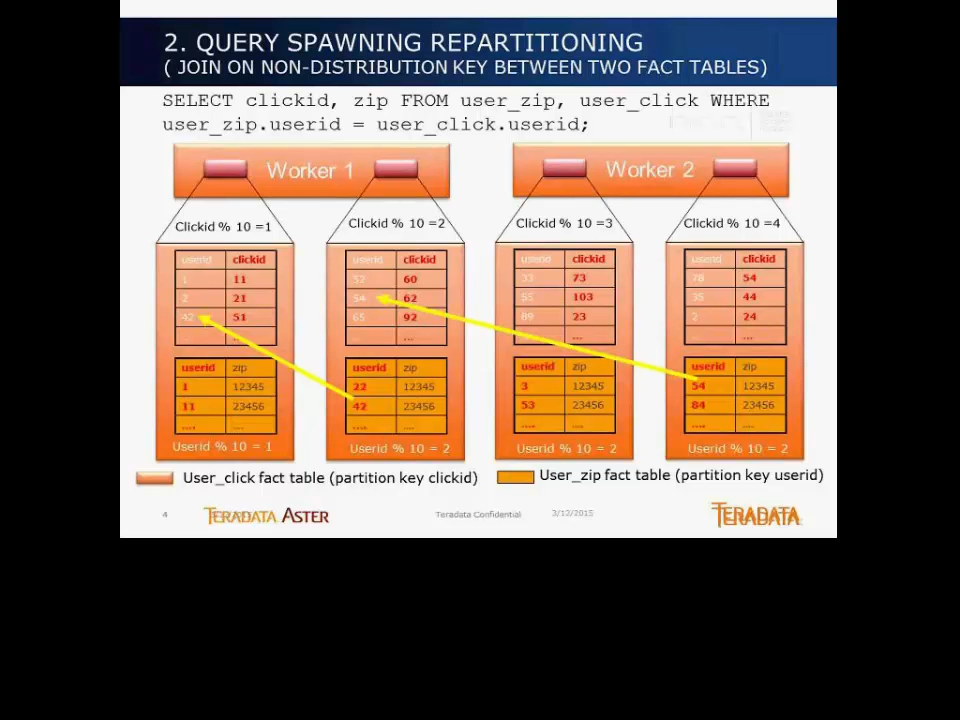 2. QUERY SPAWNING REPARTITIONING
( JOIN ON NON-DISTRIBUTION KEY BETWEEN TWO FACT TABLES)
SELECT clickid, zip FROM user_zip, user_click WHERE
user_zip.userid = user_click.userid;
Worker 1
Worker 2
Clickid % 10 =1
Clickid % 10 =2
Clickid % 10 =3
Clickid % 10 =4
userid clickid
1 11
2 21
42 51
... ...
userid zip
1 12345
11 23456
.... ....
Userid % 10 = 1
userid clickid
60
54 62
65 92
... ...
userid zip
22 12345
42 23456
.... ....
Userid % 10 = 2
userid clickid
33 73
55 103
89 23
... ...
userid zip
3 12345
53 23456
.... ....
Userid % 10 = 2
userid clickid
78 54
35 44
2 24
... ...
userid zip
54 12345
84 23456
.... ....
Userid % 10 = 2
User_click fact table (partition key clickid)
User_zip fact table (partition key userid)
4
TERADATA ASTER
Teradata Confidential
3/12/2015
TERADATA